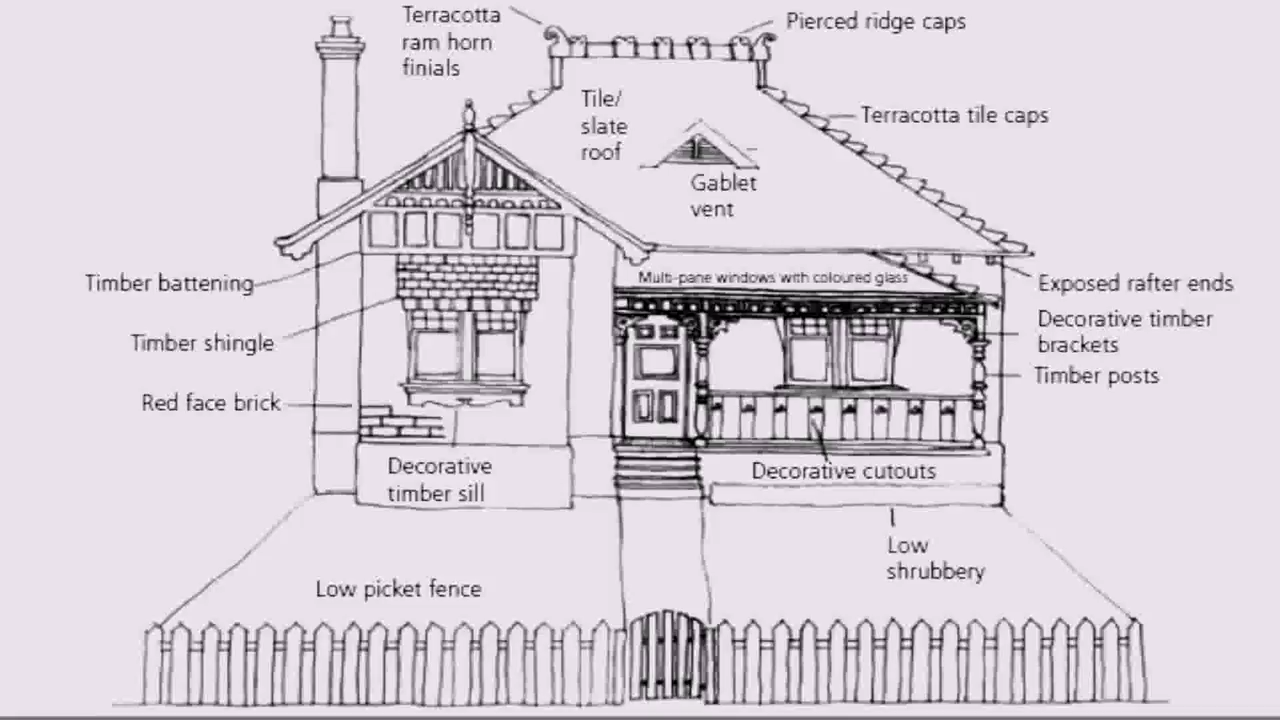 Terracotta
ram horn
finials
Pierced ridge caps
Tile/
slate
roof
Terracotta tile caps
Gablet
vent
Timber battening
Multi-pane windows with coloured glass
Exposed rafter ends
Timber shingle
Decorative timber
brackets
Timber posts
Red face brick
Decorative
timber sill
Decorative cutouts
Low
shrubbery
Low picket fence